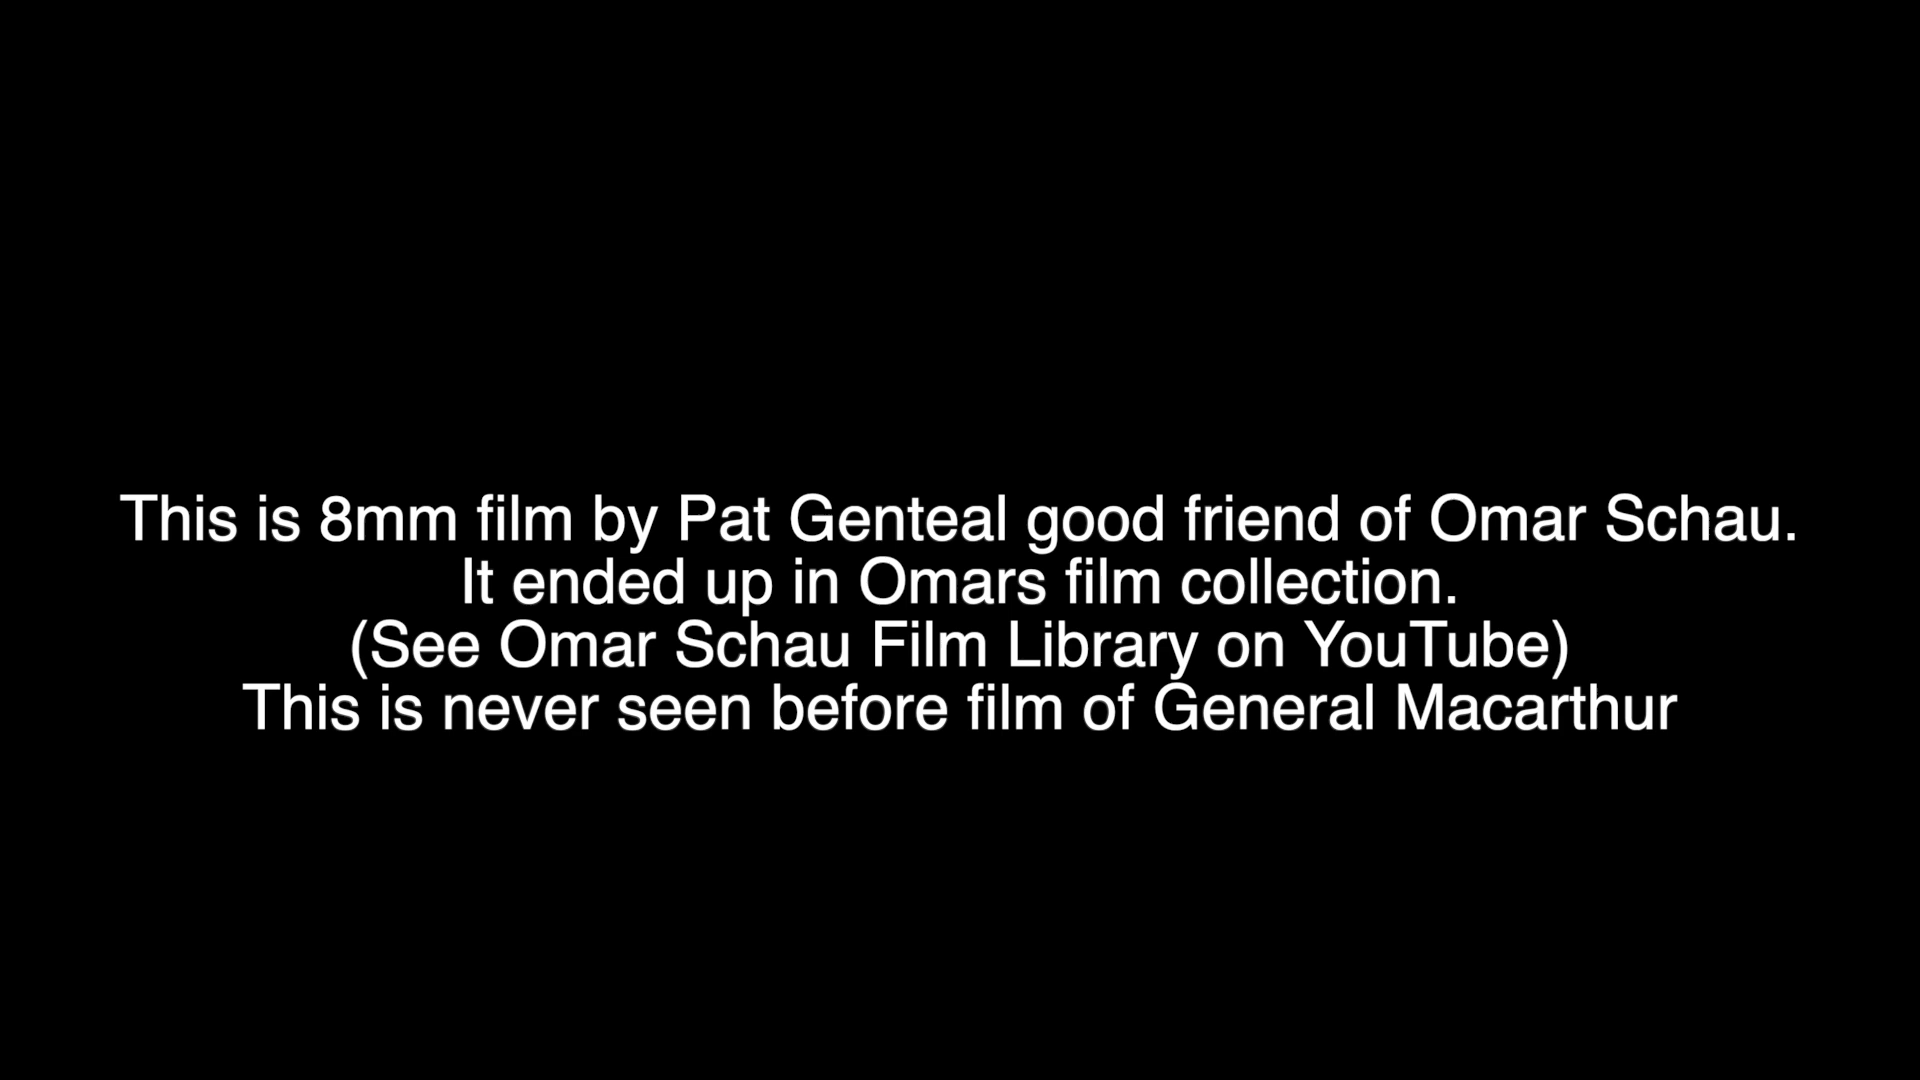 This is 8mm film by Pat Genteal good friend of Omar Schau.
It ended up in Omars film collection.
(See Omar Schau Film Library on YouTube)
This is never seen before film of General Macarthur